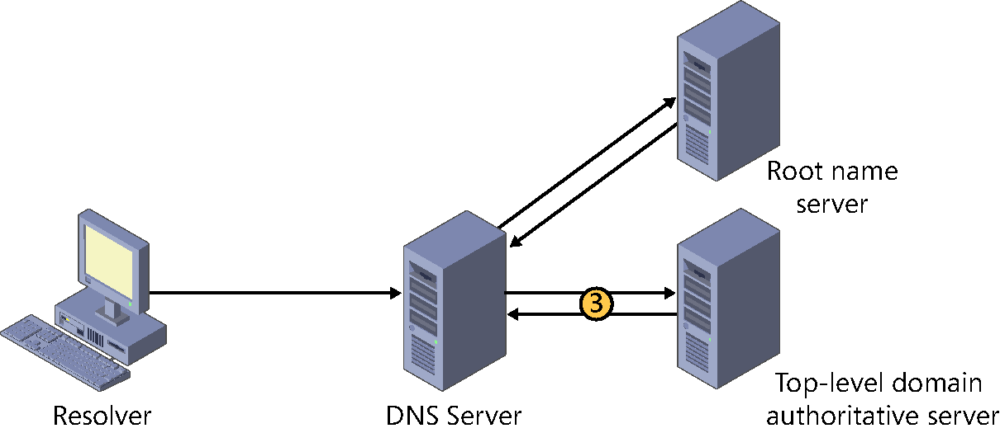 Root name
server
3
Resolver
DNS Server
Top-level domain
authoritative server